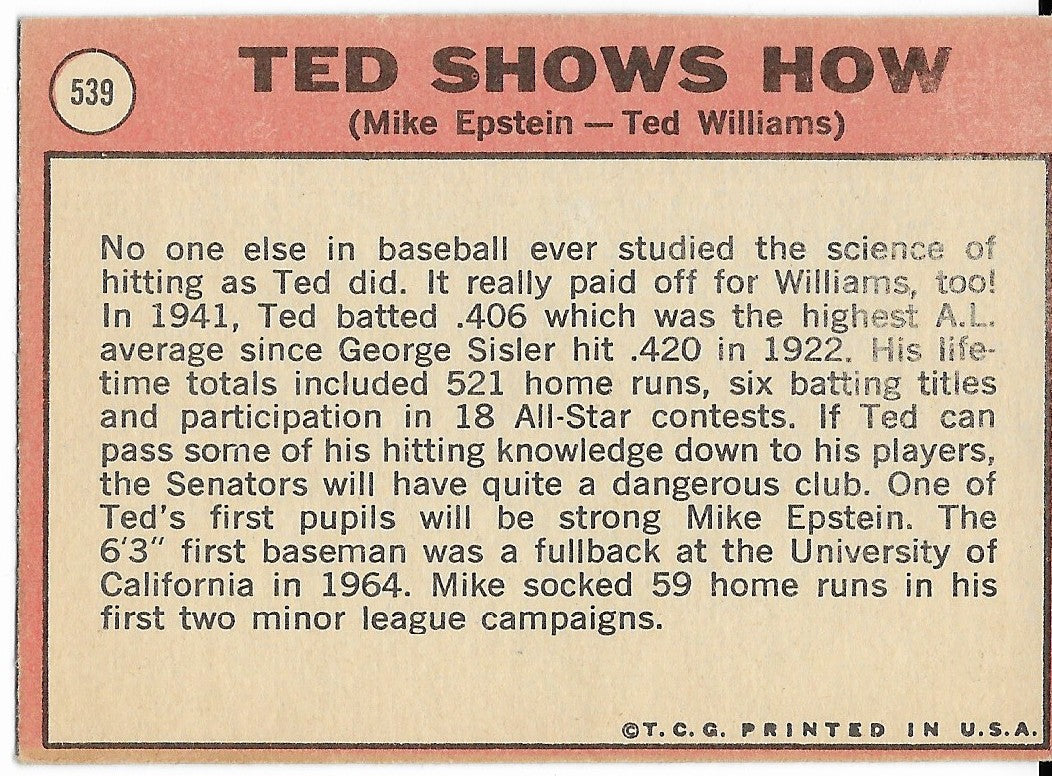 539
TED SHOWS HOW
(Mike Epstein — Ted Williams)
No one else in baseball ever studied the science of
hitting as Ted did. It really paid off for Williams, too!
In 1941, Ted batted .406 which was the highest A.L.
average since George Sisler hit .420 in 1922. His life-
time totals included 521 home runs, six batting titles
and participation in 18 All-Star contests. If Ted can
pass some of his hitting knowledge down to his players,
the Senators will have quite a dangerous club. One of
Ted's first pupils will be strong Mike Epstein. The
6'3" first baseman was a fullback at the University of
California in 1964. Mike socked 59 home runs in his
first two minor league campaigns.
©T.C.G. PRINTED IN U.S.A.